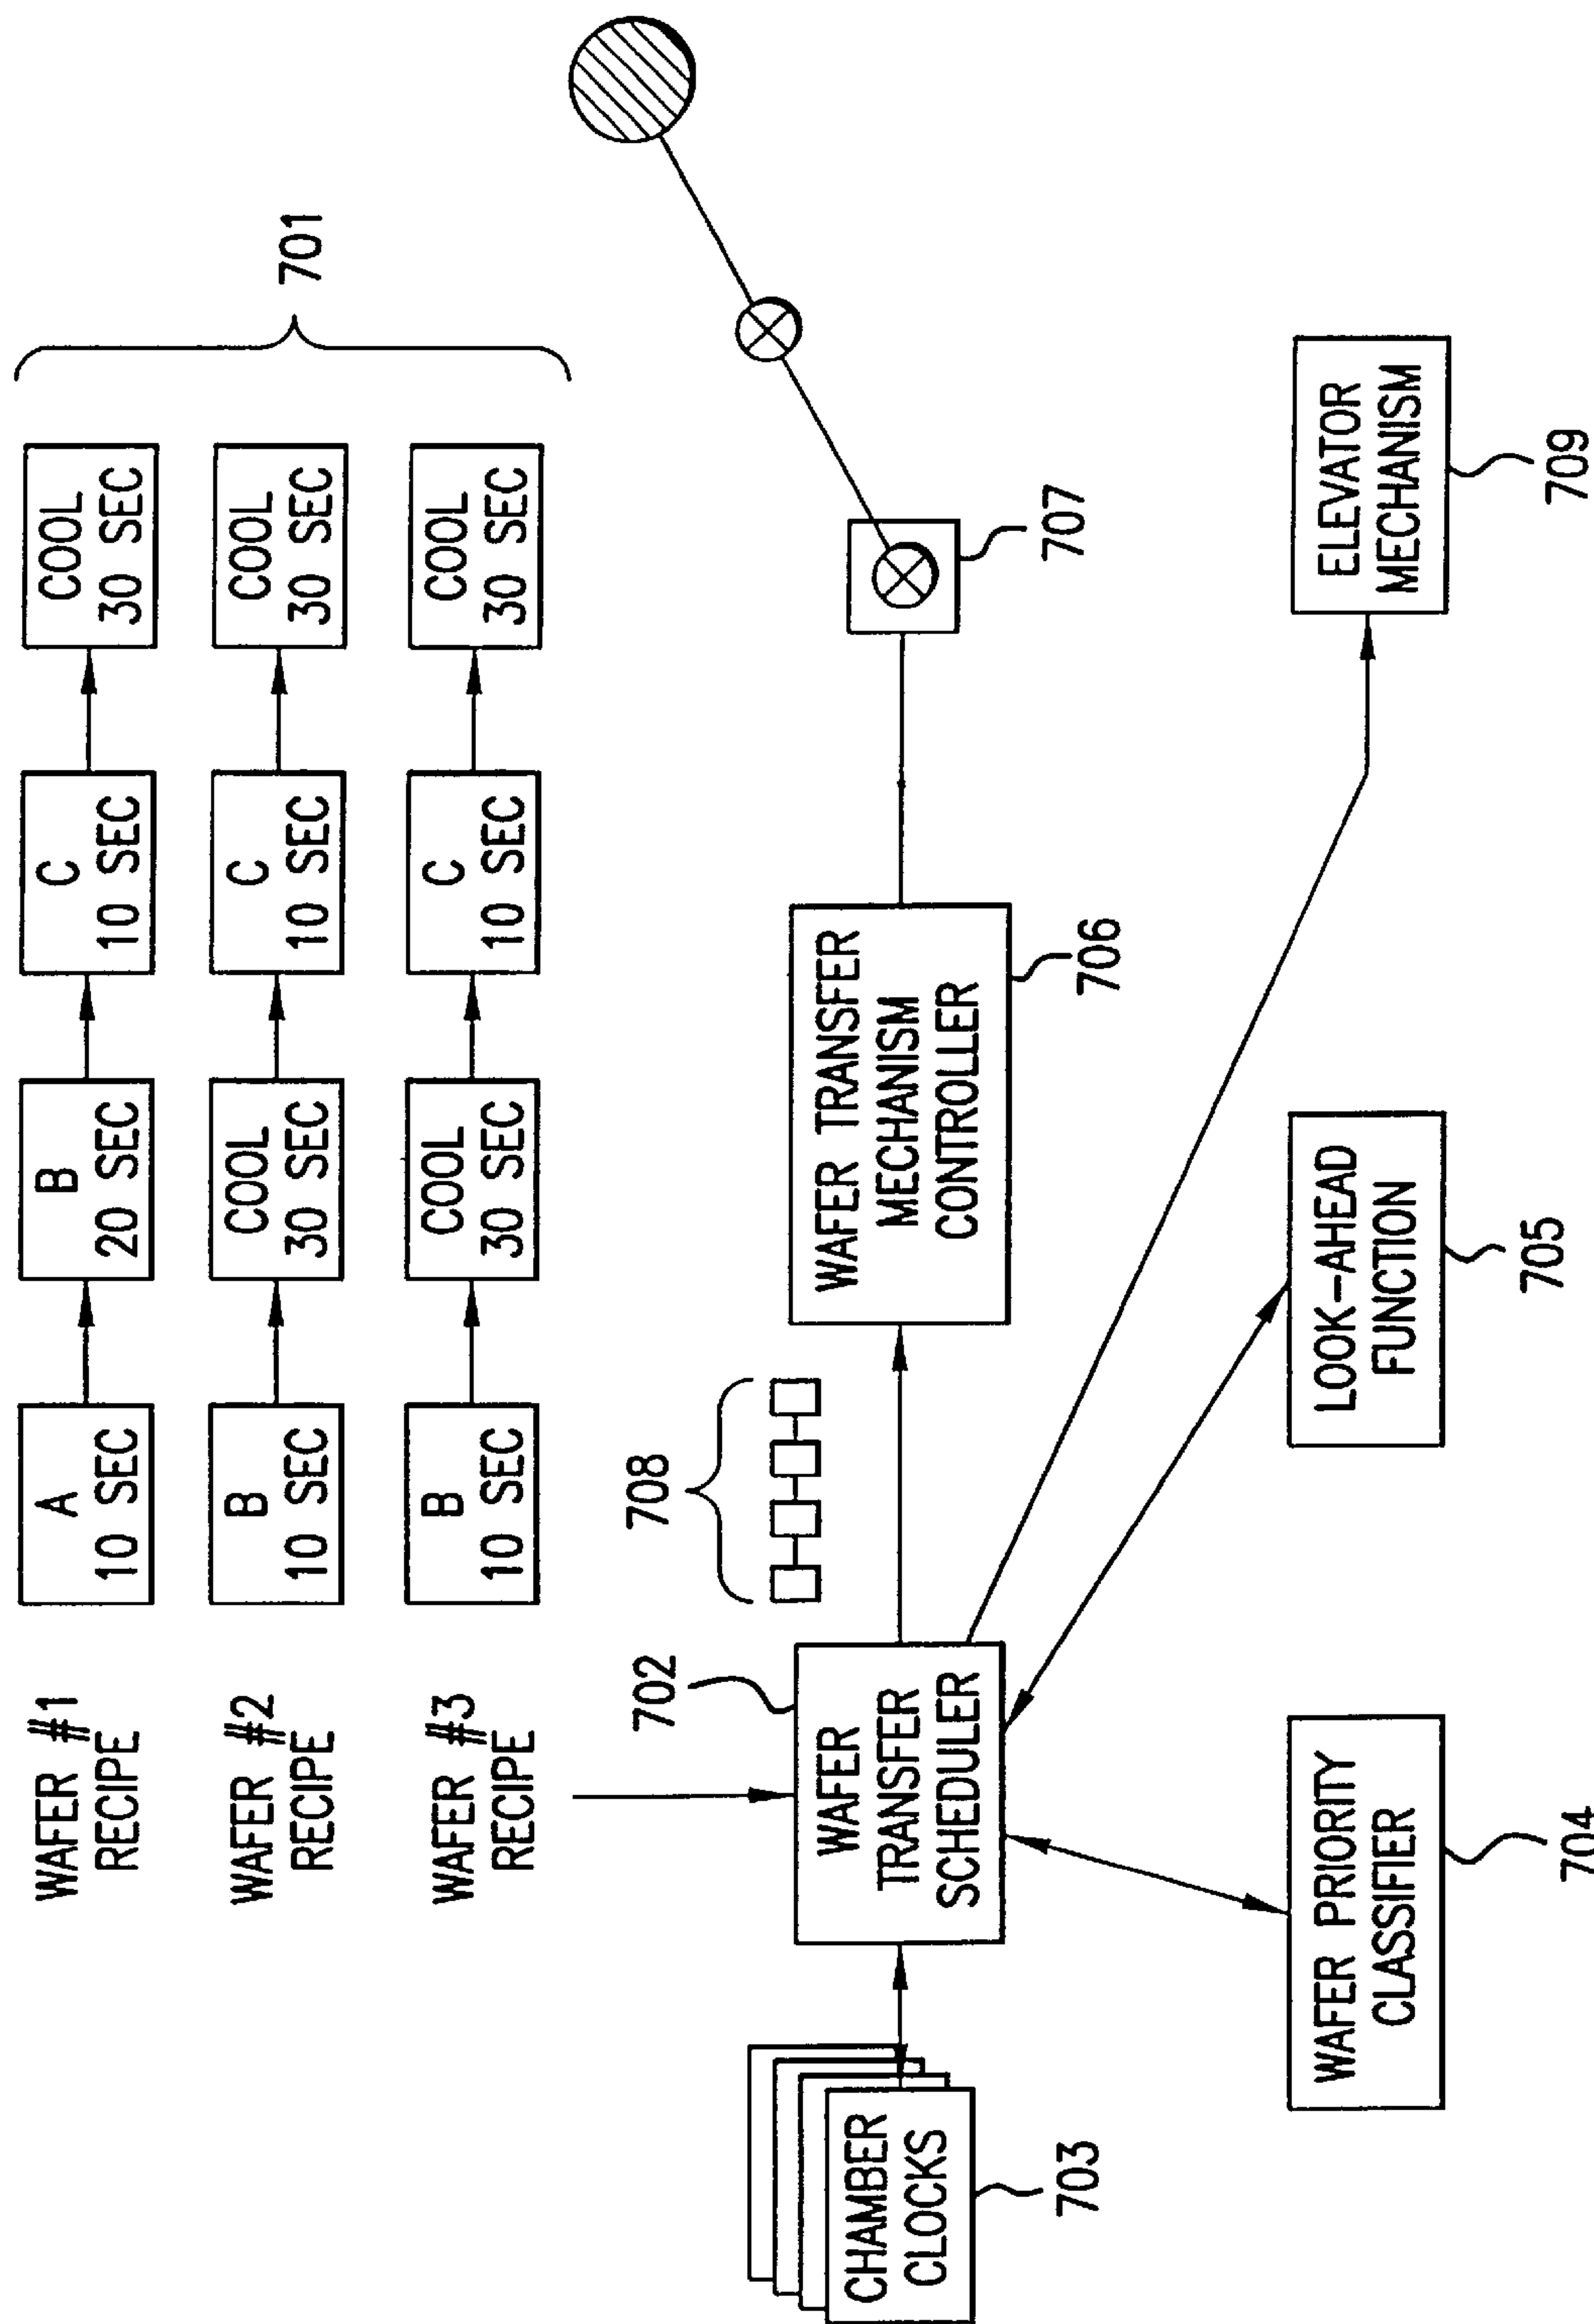 WAFER #1
RECIPE
A
10 SEC
B
20 SEC
C
10 SEC
COOL
30 SEC
WAFER #2
RECIPE
B
10 SEC
COOL
30 SEC
C
10 SEC
COOL
30 SEC
WAFER #3
RECIPE
B
10 SEC
COOL
30 SEC
C
10 SEC
COOL
30 SEC
701
702
708
CHAMBER
CLOCKS
703
WAFER
TRANSFER
SCHEDULER
WAFER TRANSFER
MECHANISM
CONTROLLER
706
707
WAFER PRIORITY
CLASSIFIER
704
LOOK-AHEAD
FUNCTION
705
ELEVATOR
MECHANISM
709